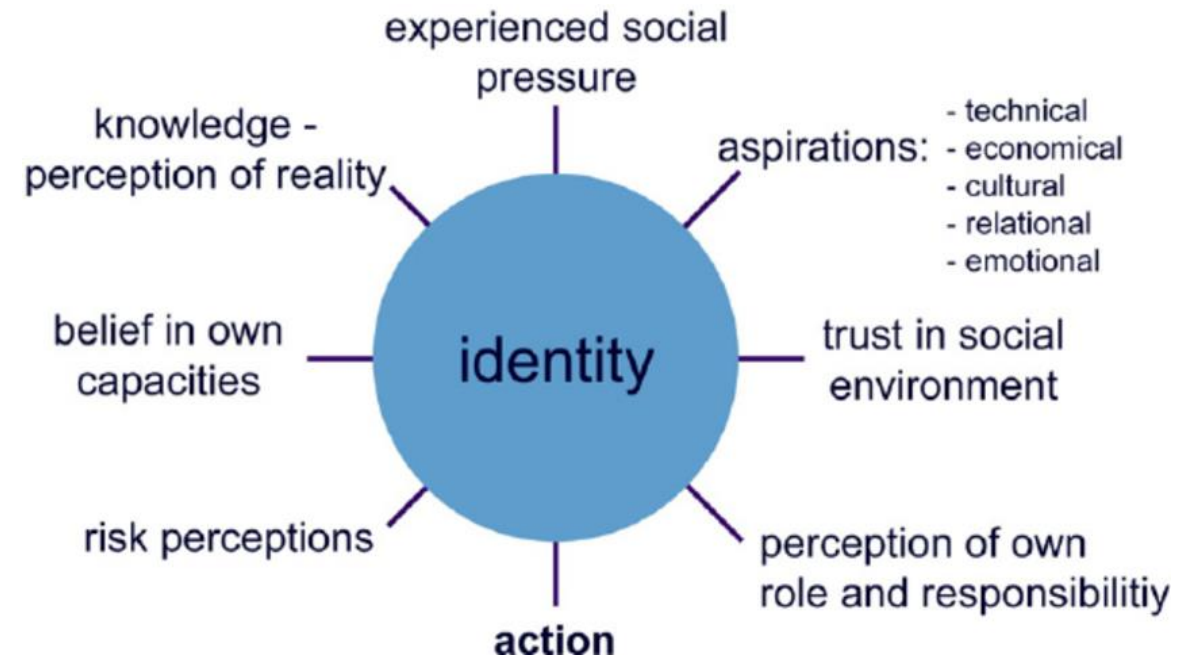 experienced social
pressure
knowledge -
perception of reality
aspirations:
- technical
- economical
- cultural
- relational
- emotional
belief in own
capacities
identity
trust in social
environment
risk perceptions
perception of own
role and responsibilitiy
action